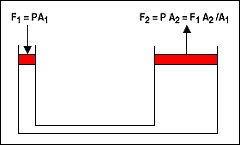 F1 = PA1
F2 = P A2 = F1 A2 /A1